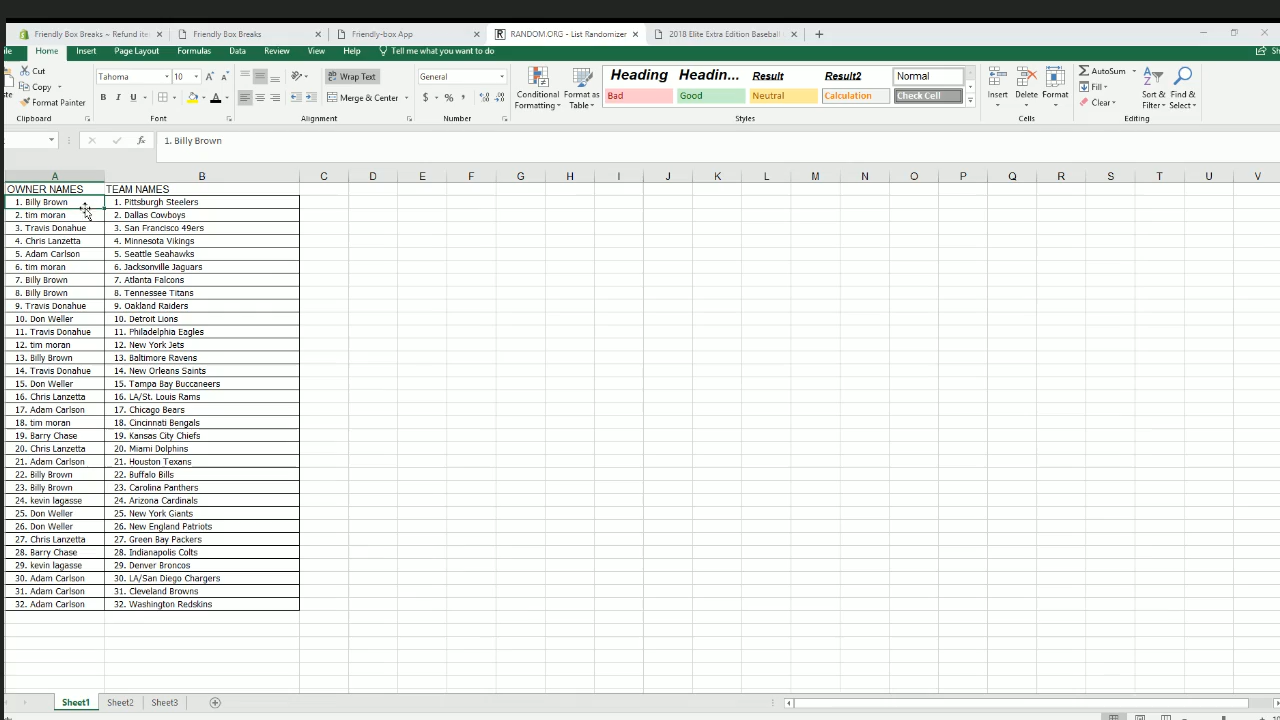 Friendly Box Breaks ~ Refund ite
Friendly Box Breaks
Friendly-box App
RANDOM.ORG - List Randomizer
2018 Elite Extra Edition Baseball
Home Insert Page Layout Formulas Data Review View Help Tell me what you want to do
Cut
Copy
Format Painter
Clipboard
Tahoma 10
B I U
Font
Wrap Text
Merge & Center
Alignment
General
$ % ,
Number
Conditional Formatting
Format as Table
Heading Headin... Result Result2 Normal
Bad Good Neutral Calculation Check Cell
Styles
Insert Delete Format
Cells
AutoSum
Fill
Clear
Sort & Filter
Find & Select
Editing
fx 1. Billy Brown
A B C D E F G H I J K L M N O P Q R S T U V
OWNER NAMES TEAM NAMES
1. Billy Brown 1. Pittsburgh Steelers
2. tim moran 2. Dallas Cowboys
3. Travis Donahue 3. San Francisco 49ers
4. Chris Lanzetta 4. Minnesota Vikings
5. Adam Carlson 5. Seattle Seahawks
6. tim moran 6. Jacksonville Jaguars
7. Billy Brown 7. Atlanta Falcons
8. Billy Brown 8. Tennessee Titans
9. Travis Donahue 9. Oakland Raiders
10. Don Weller 10. Detroit Lions
11. Travis Donahue 11. Philadelphia Eagles
12. tim moran 12. New York Jets
13. Billy Brown 13. Baltimore Ravens
14. Travis Donahue 14. New Orleans Saints
15. Don Weller 15. Tampa Bay Buccaneers
16. Chris Lanzetta 16. LA/St. Louis Rams
17. Adam Carlson 17. Chicago Bears
18. tim moran 18. Cincinnati Bengals
19. Barry Chase 19. Kansas City Chiefs
20. Chris Lanzetta 20. Miami Dolphins
21. Adam Carlson 21. Houston Texans
22. Billy Brown 22. Buffalo Bills
23. Billy Brown 23. Carolina Panthers
24. kevin lagasse 24. Arizona Cardinals
25. Don Weller 25. New York Giants
26. Don Weller 26. New England Patriots
27. Chris Lanzetta 27. Green Bay Packers
28. Barry Chase 28. Indianapolis Colts
29. kevin lagasse 29. Denver Broncos
30. Adam Carlson 30. LA/San Diego Chargers
31. Adam Carlson 31. Cleveland Browns
32. Adam Carlson 32. Washington Redskins
Sheet1 Sheet2 Sheet3